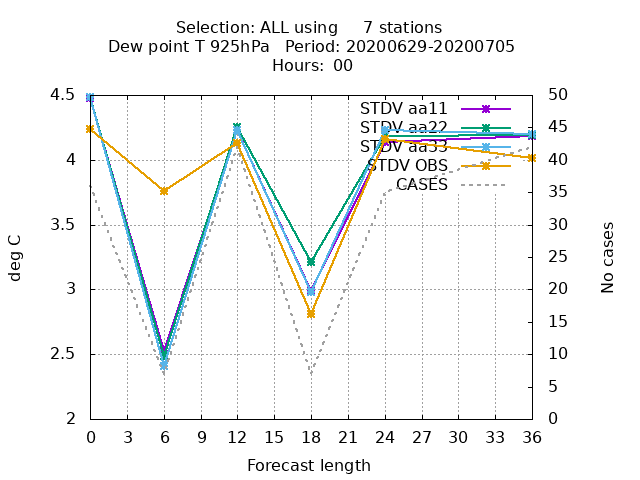 Selection: ALL using 7 stations
Dew point T 925hPa Period: 20200629-20200705
Hours: 00
4.5
50
STDV aa11
45
STDV aa22
STDV aa33
4
40
STDV OBS
CASES
35
3.5
30
deg C
No cases
25
3
20
15
2.5
10
5
2
0
0 3 6 9 12 15 18 21 24 27 30 33 36
Forecast length